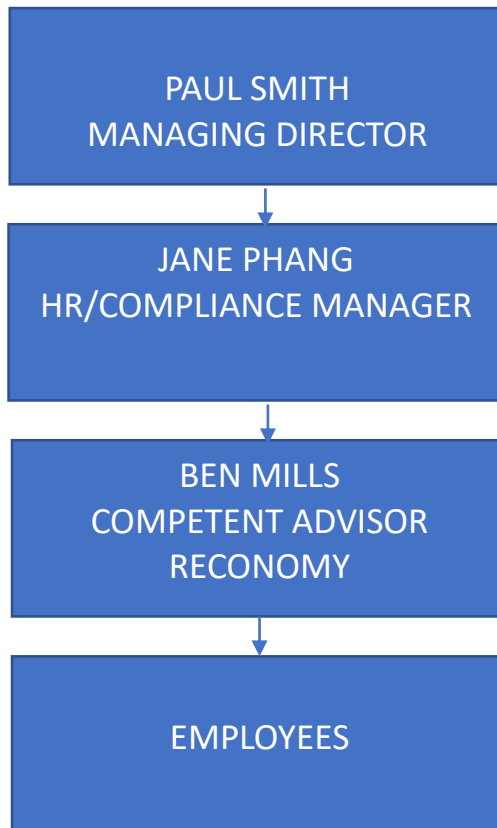 PAUL SMITH
MANAGING DIRECTOR
JANE PHANG
HR/COMPLIANCE MANAGER
BEN MILLS
COMPETENT ADVISOR
RECONOMY
EMPLOYEES